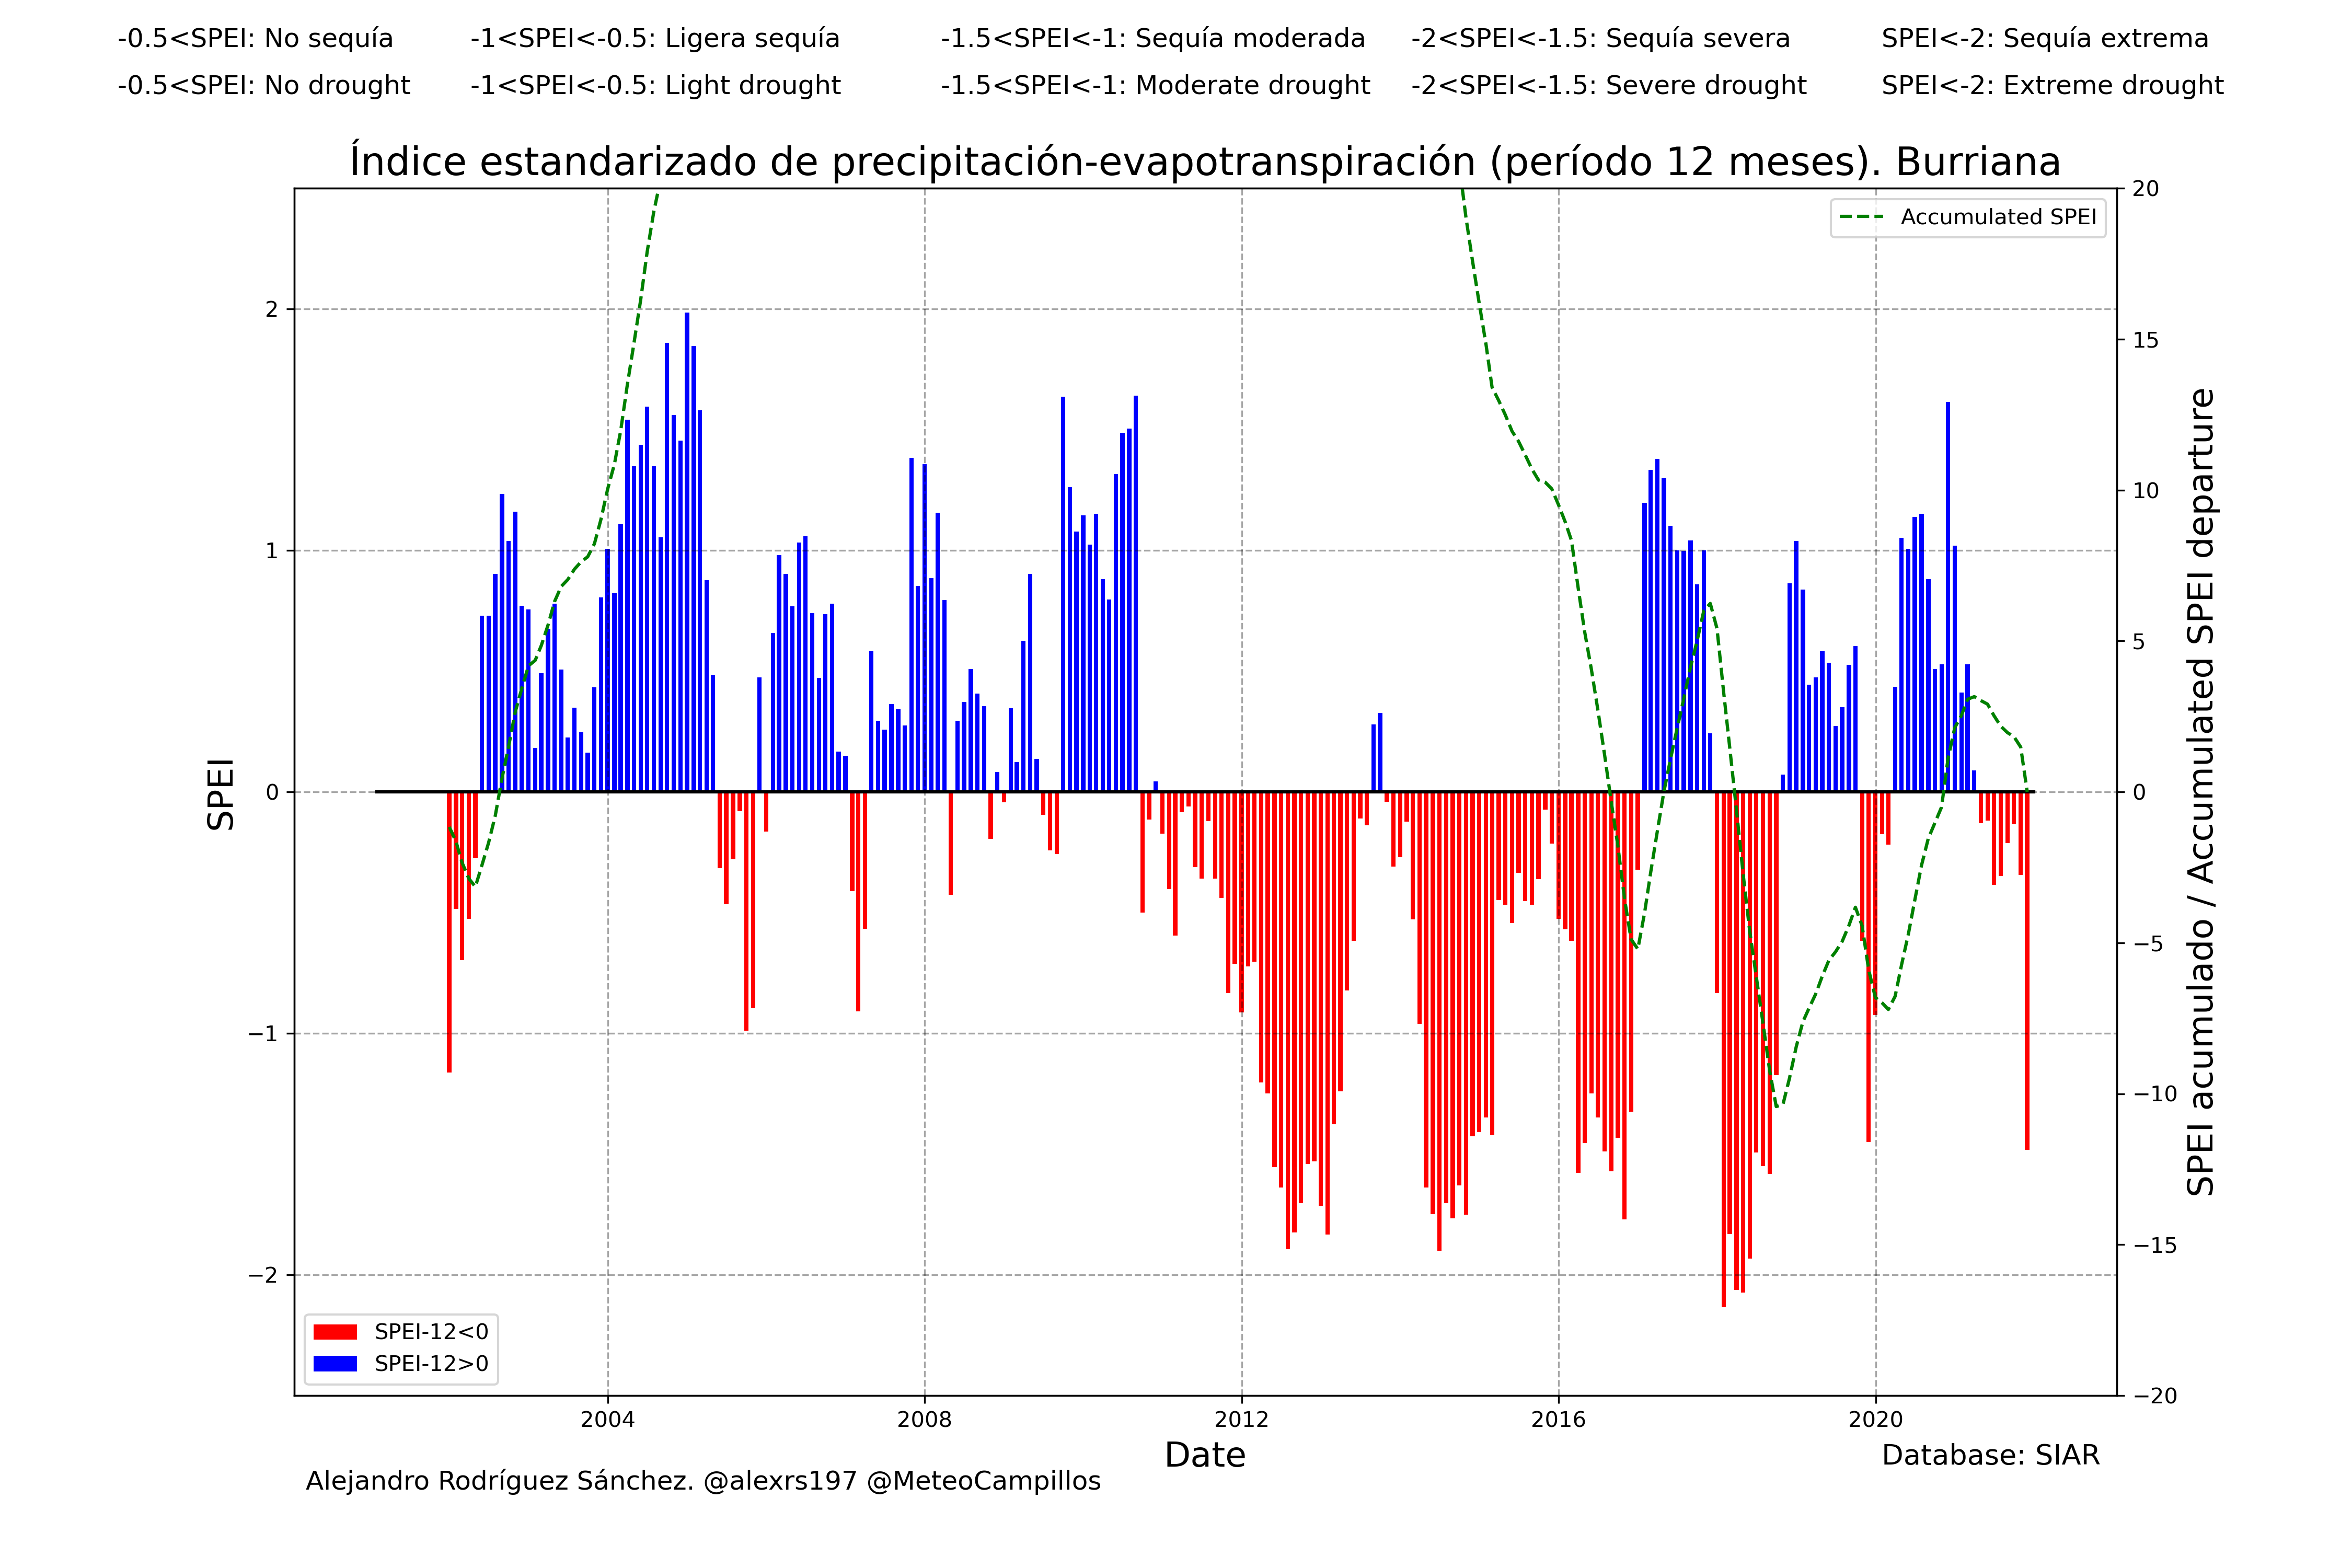 -0.5<SPEI: No sequía -1<SPEI<-0.5: Ligera sequía -1.5<SPEI<-1: Sequía moderada -2<SPEI<-1.5: Sequía severa SPEI<-2: Sequía extrema
-0.5<SPEI: No drought -1<SPEI<-0.5: Light drought -1.5<SPEI<-1: Moderate drought -2<SPEI<-1.5: Severe drought SPEI<-2: Extreme drought
Índice estandarizado de precipitación-evapotranspiración (período 12 meses). Burriana
Accumulated SPEI
SPEI
2
1
0
−1
−2
20
15
10
5
0
−5
−10
−15
−20
SPEI acumulado / Accumulated SPEI departure
SPEI-12<0
SPEI-12>0
2004 2008 2012 2016 2020
Date
Database: SIAR
Alejandro Rodríguez Sánchez. @alexrs197 @MeteoCampillos